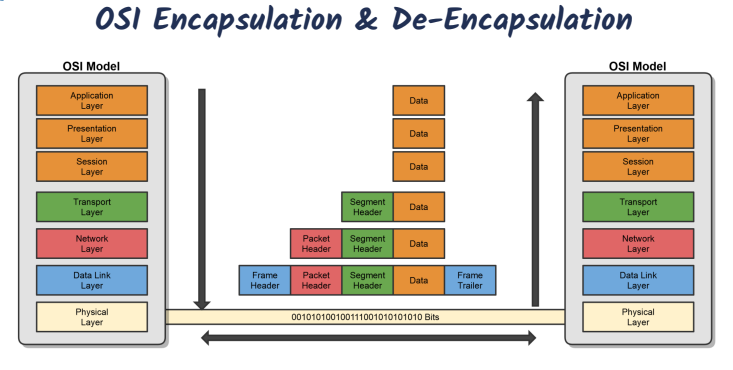 OSI Encapsulation & De-Encapsulation
OSI Model
Application
Layer
Presentation
Layer
Session
Layer
Transport
Layer
Network
Layer
Data Link
Layer
Physical
Layer
Data
Data
Data
Segment
Header
Data
Packet
Header
Segment
Header
Data
Frame
Header
Packet
Header
Segment
Header
Data
Frame
Trailer
0010101001001110010101010​10 Bits
OSI Model
Application
Layer
Presentation
Layer
Session
Layer
Transport
Layer
Network
Layer
Data Link
Layer
Physical
Layer